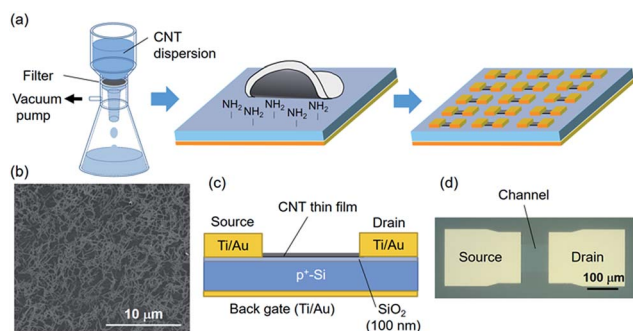 (a)
CNT
dispersion
Filter
Vacuum
pump
NH2 NH2 NH2
NH2 NH2
(b)
10 μm
(c)
CNT thin film
Source
Drain
Ti/Au
Ti/Au
p+-Si
Back gate (Ti/Au)
SiO2
(100 nm)
(d)
Channel
Source
Drain
100 μm